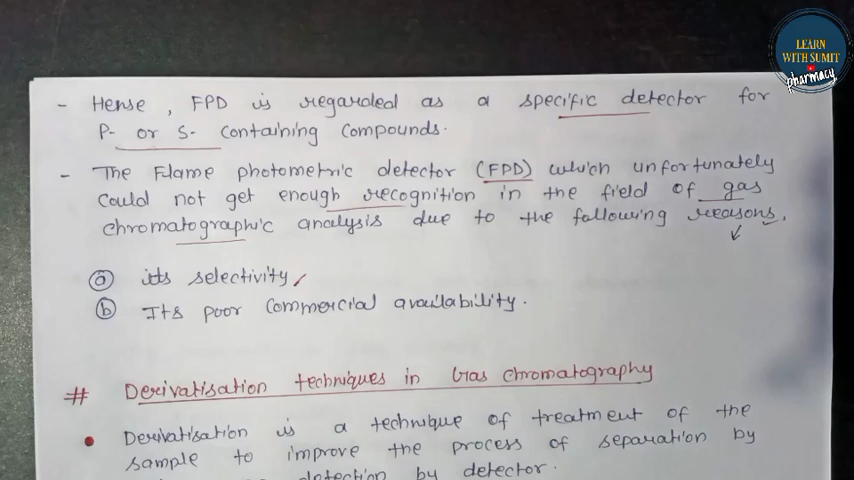 LEARN
WITH SUMIT
pharmacy
- Hense, FPD is regarded as a specific detector for
P- or S- containing compounds.
- The Flame photometric detector (FPD) which unfortunately
could not get enough recognition in the field of gas
chromatographic analysis due to the following reasons.
(a) its selectivity
(b) Its poor commercial availability.
# Derivatisation techniques in Gas chromatography
• Derivatisation is a technique of treatment of the
sample to improve the process of separation by
detection by detector.